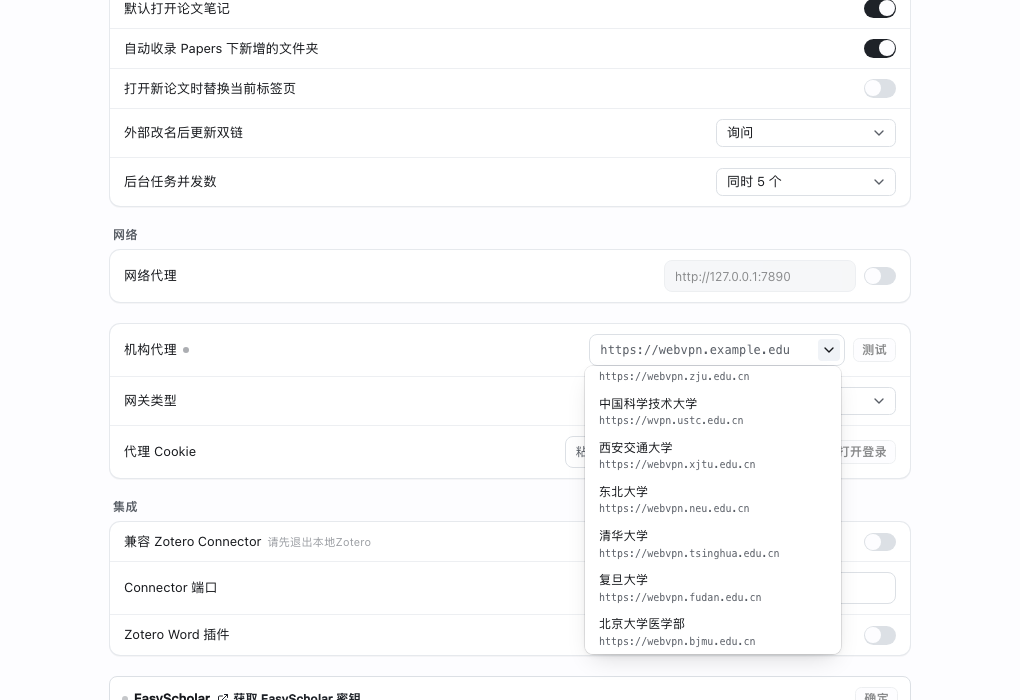 默认打开论文笔记
自动收录 Papers 下新增的文件夹
打开新论文时替换当前标签页
外部改名后更新双链
询问
后台任务并发数
同时 5 个
网络
网络代理
http://127.0.0.1:7890
机构代理
https://webvpn.example.edu
测试
https://webvpn.zju.edu.cn
网关类型
中国科学技术大学
https://wvpn.ustc.edu.cn
代理 Cookie
粘
打开登录
西安交通大学
https://webvpn.xjtu.edu.cn
东北大学
https://webvpn.neu.edu.cn
集成
兼容 Zotero Connector 请先退出本地Zotero
清华大学
https://webvpn.tsinghua.edu.cn
Connector 端口
复旦大学
https://webvpn.fudan.edu.cn
Zotero Word 插件
北京大学医学部
https://webvpn.bjmu.edu.cn
EasyScholar 获取 EasyScholar 密钥
确定